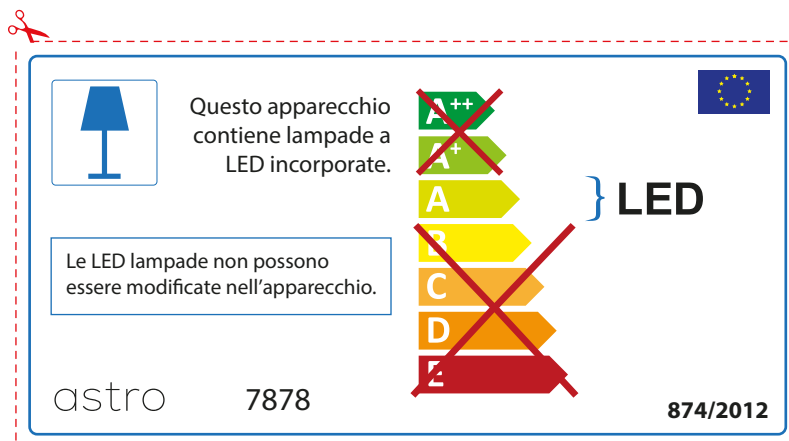 Questo apparecchio
contiene lampade a
LED incorporate.
Le LED lampade non possono
essere modificate nell'apparecchio.
A++
A+
A
B
C
D
E
LED
astro
7878
874/2012